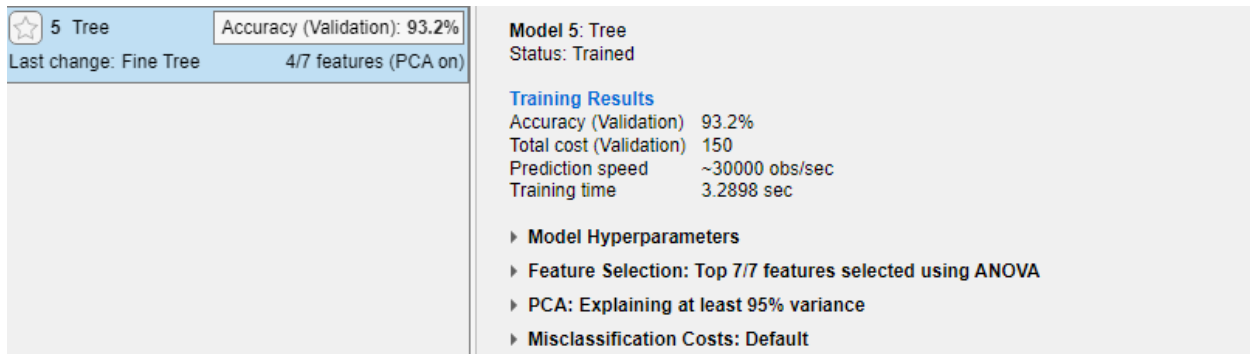 5 Tree
Accuracy (Validation): 93.2%
Last change: Fine Tree
4/7 features (PCA on)
Model 5: Tree
Status: Trained
Training Results
Accuracy (Validation) 93.2%
Total cost (Validation) 150
Prediction speed ~30000 obs/sec
Training time 3.2898 sec
Model Hyperparameters
Feature Selection: Top 7/7 features selected using ANOVA
PCA: Explaining at least 95% variance
Misclassification Costs: Default